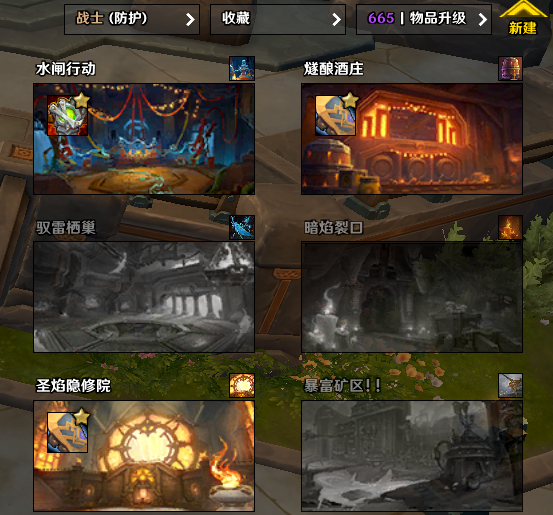 战士 (防护)
收藏
665 | 物品升级
新建
水闸行动
燧酿酒庄
驭雷栖巢
暗焰裂口
圣焰隐修院
暴富矿区!!